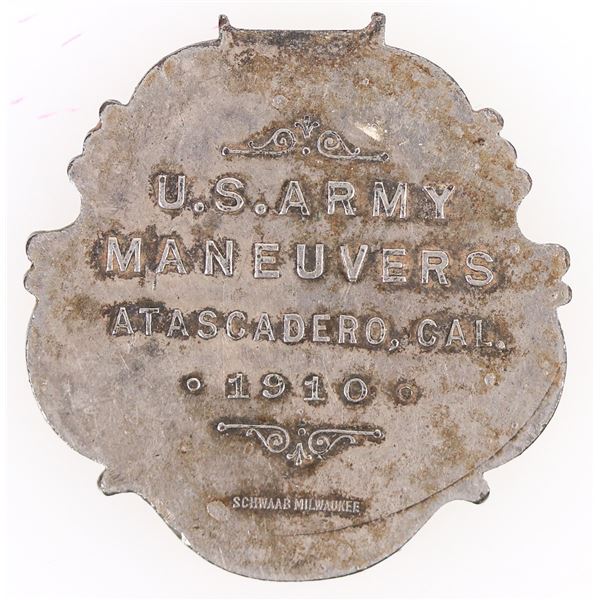 U.S. ARMY
MANEUVERS
ATASCADERO, CAL.
1910
SCHWAAB MILWAUKEE